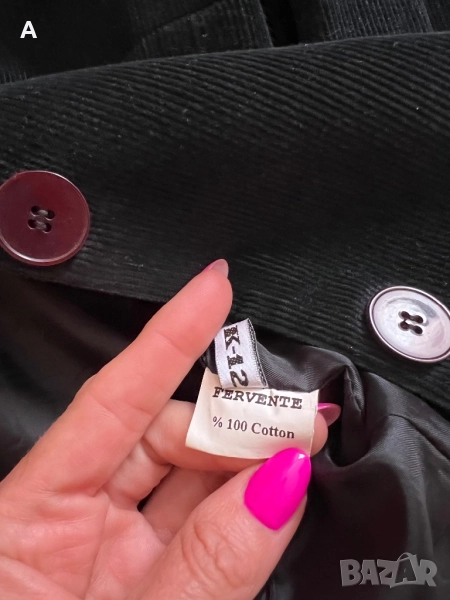 A
K-12
FERVENTE
% 100 Cotton
BAZAR